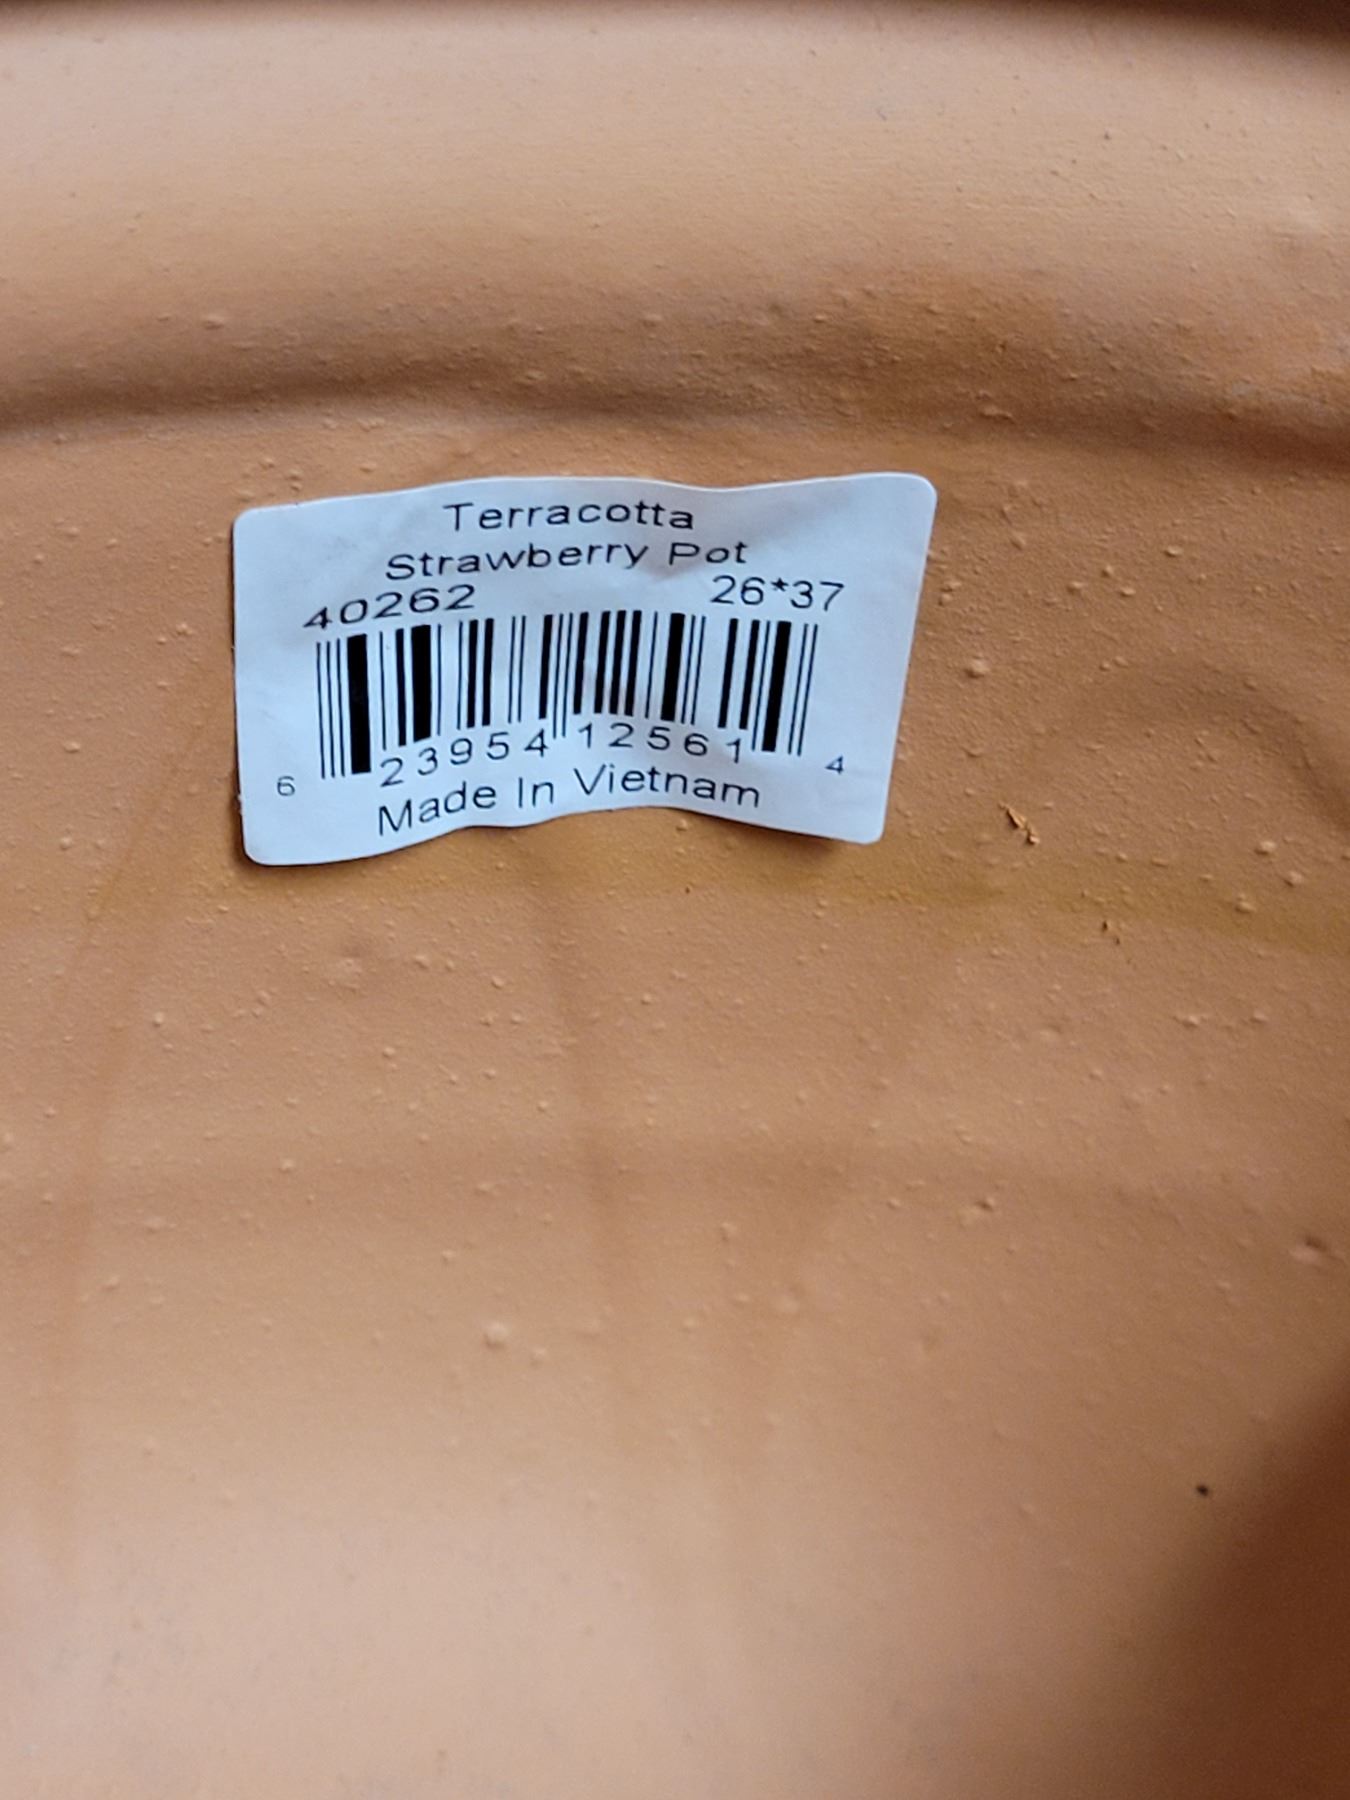 Terracotta
Strawberry Pot
40262 26*37
6 23954 12561 4
Made In Vietnam